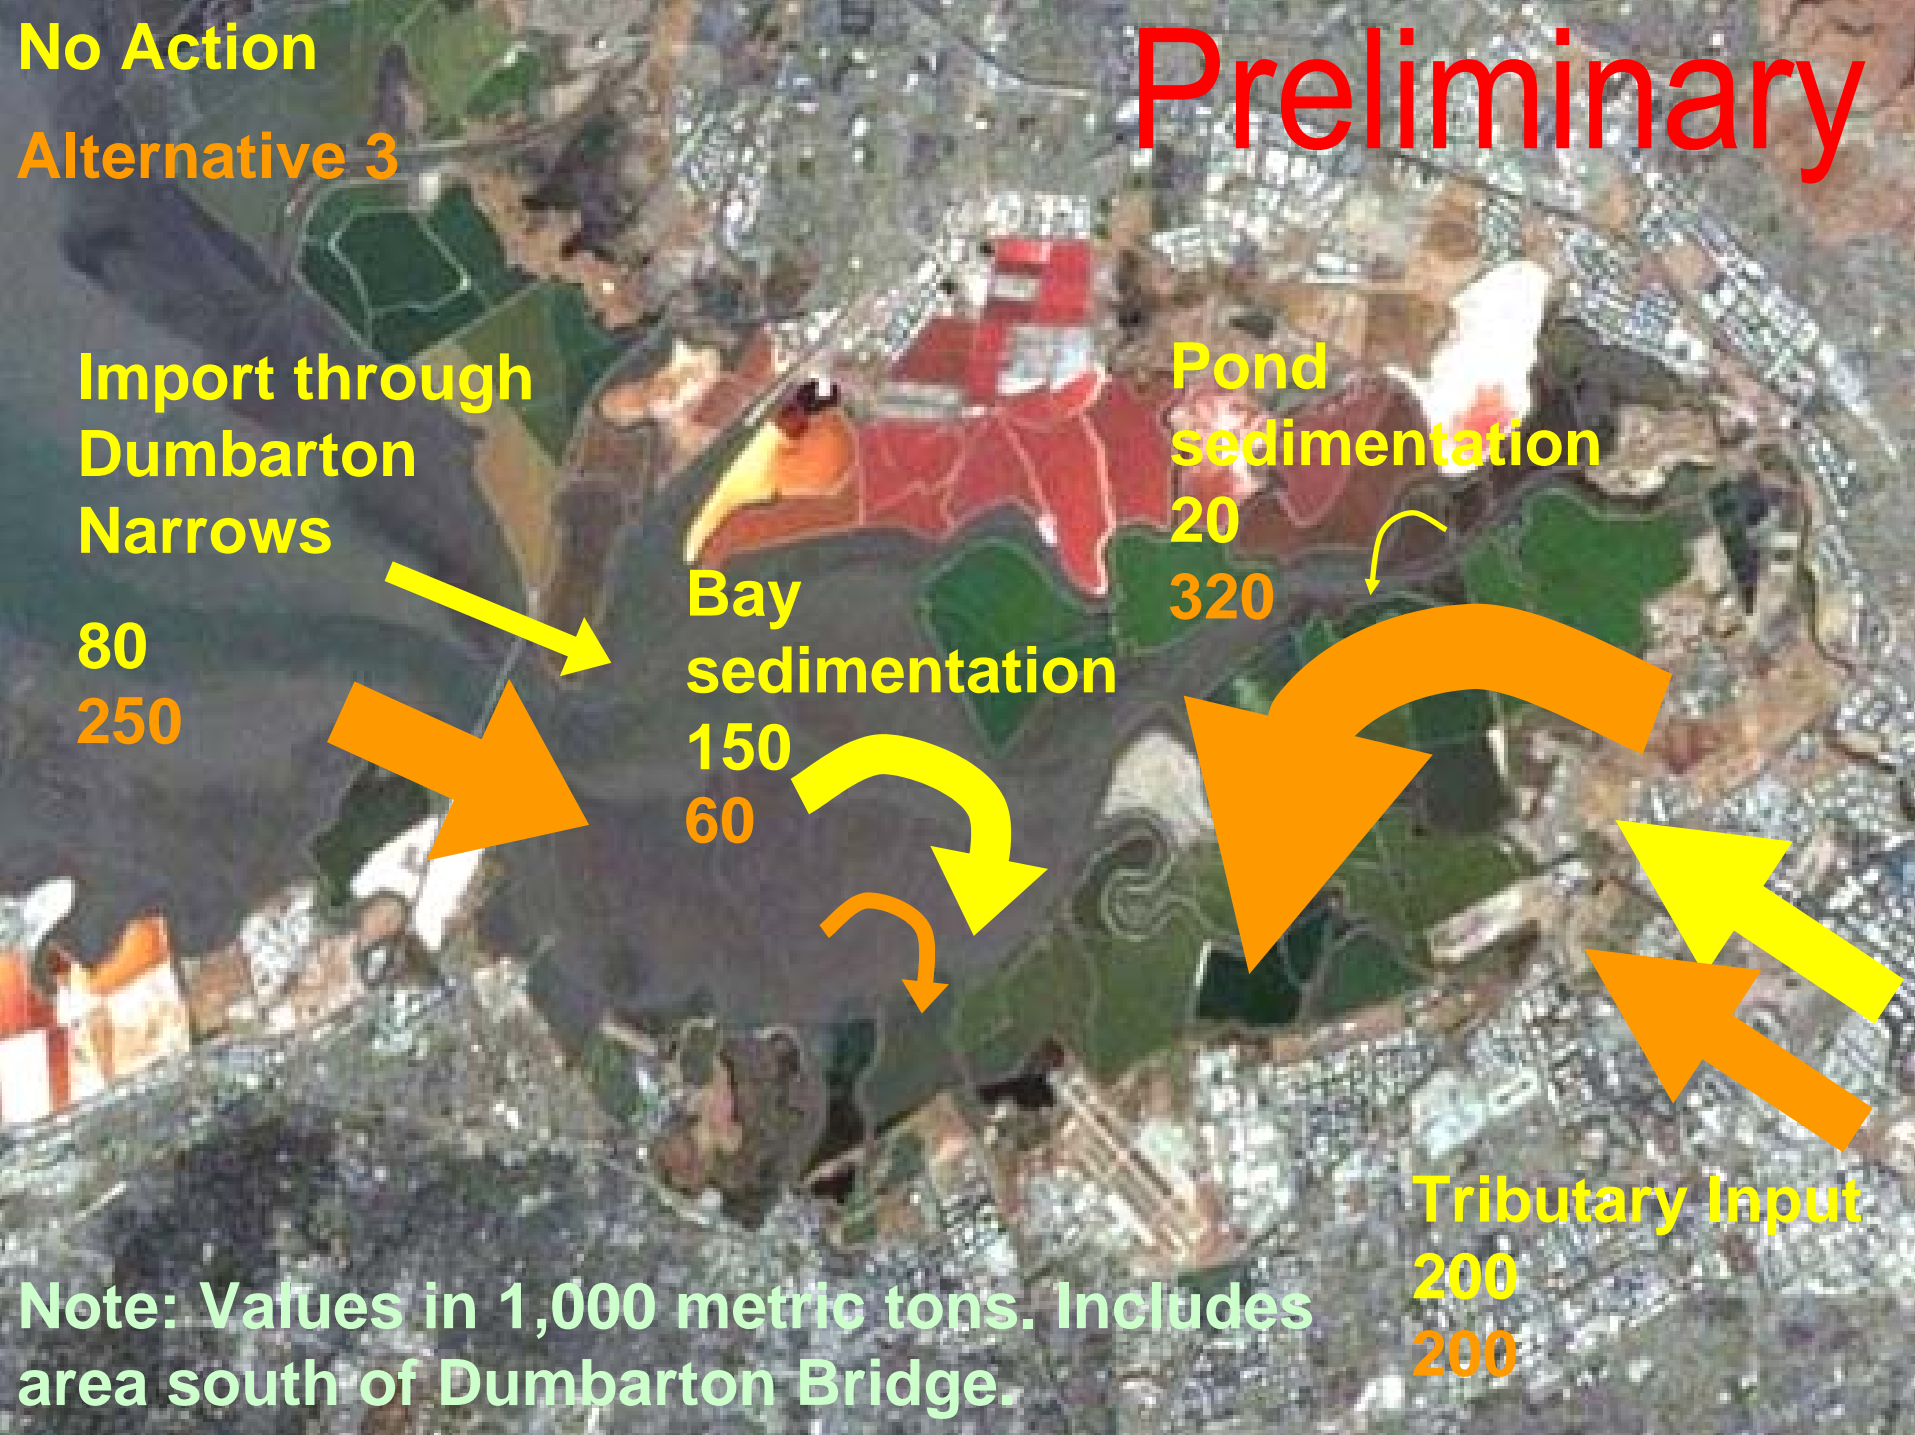 No Action
Preliminary
Alternative 3
Import through
Dumbarton
Narrows
80
250
Bay
sedimentation
150
60
Pond
sedimentation
20
320
Tributary Input
200
200
Note: Values in 1,000 metric tons. Includes
area south of Dumbarton Bridge.